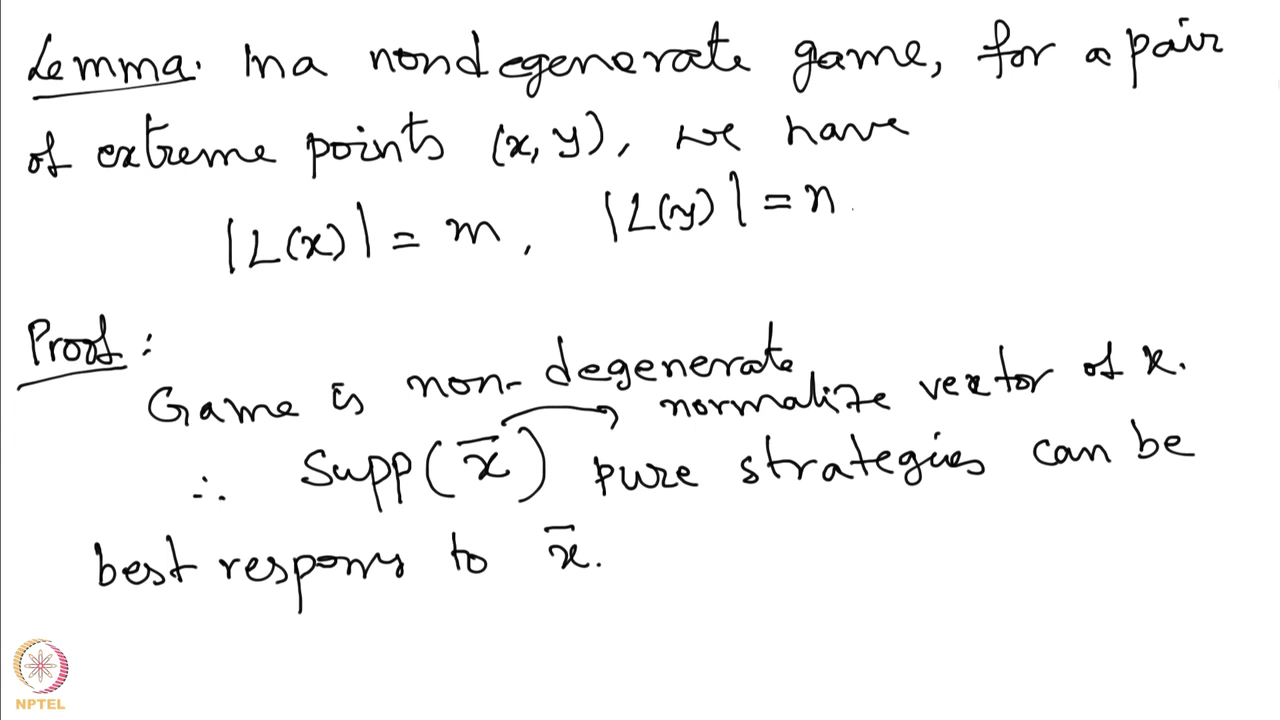 Lemma. In a nondegenerate game, for a pair
of extreme points (x, y), we have
|L(x)| = m, |L(y)| = n.
Proof:
Game is non-degenerate
normalize vector of x.
∴ Supp(x̄) pure strategies can be
best respons to x̄.
NPTEL